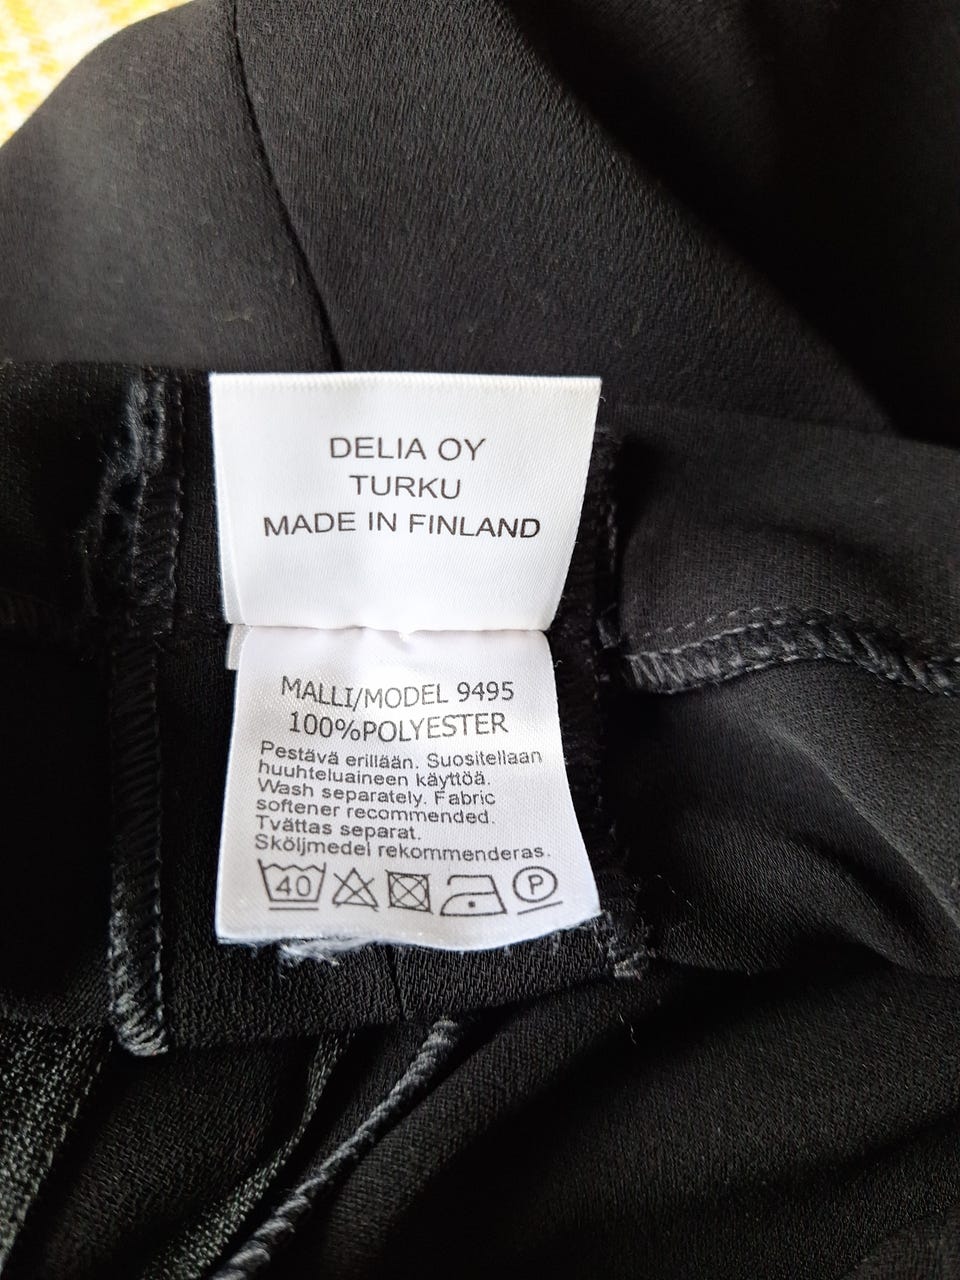 DELIA OY
TURKU
MADE IN FINLAND
MALLI/MODEL 9495
100%POLYESTER
Pestävä erillään. Suositellaan
huuhteluaineen käyttöä.
Wash separately. Fabric
softener recommended.
Tvättas separat.
Sköljmedel rekommenderas.
40 P